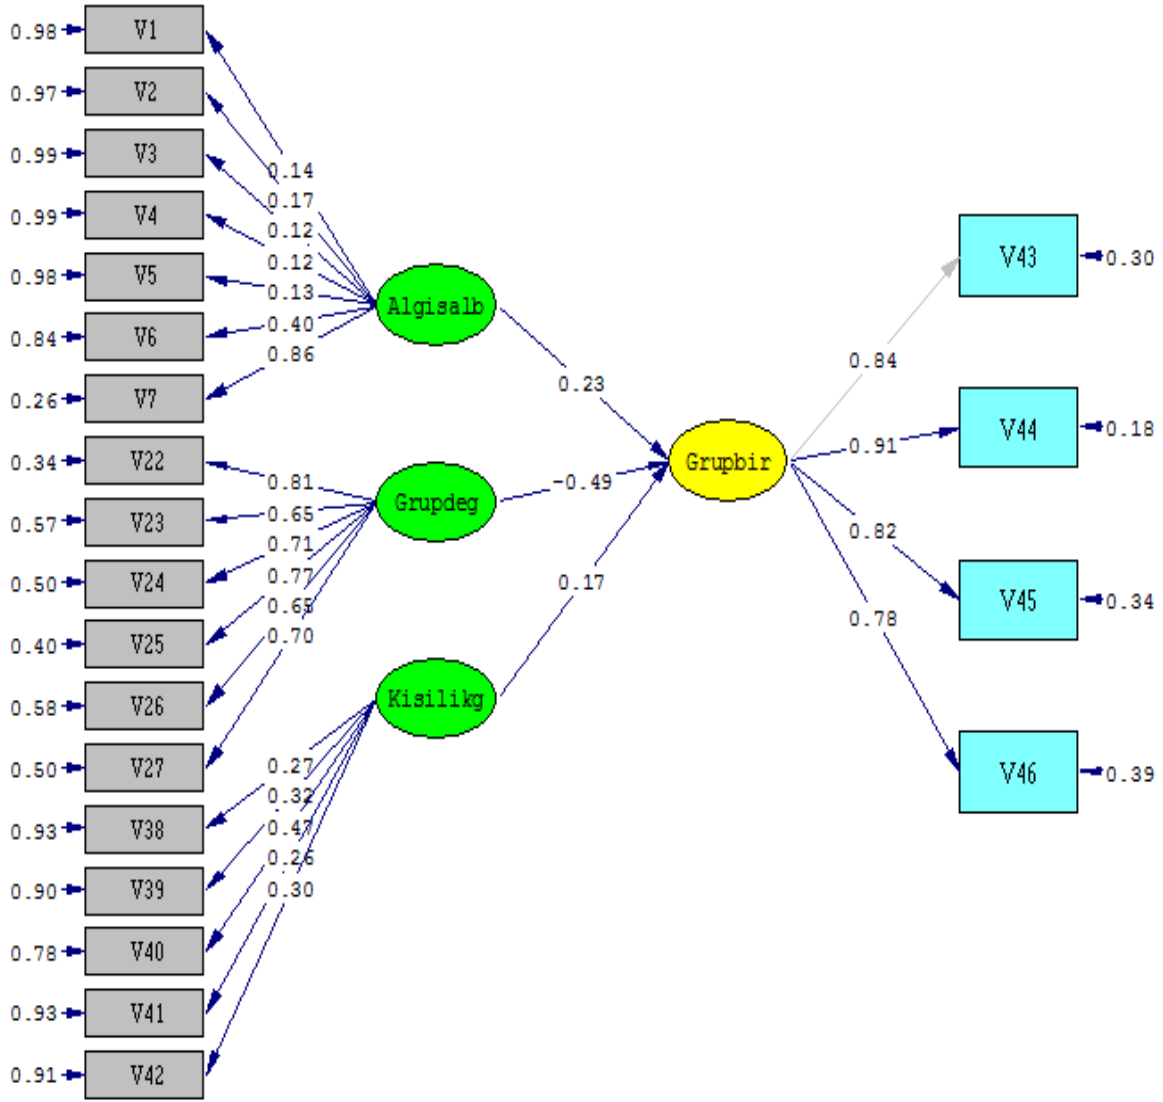 0.98 V1
0.97 V2
0.99 V3
0.99 V4
0.98 V5
0.84 V6
0.26 V7
0.34 V22
0.57 V23
0.50 V24
0.40 V25
0.58 V26
0.50 V27
0.93 V38
0.90 V39
0.78 V40
0.93 V41
0.91 V42
0.14
0.17
0.12
0.12
0.13
0.40
0.86
0.81
0.65
0.71
0.77
0.70
0.27
0.32
0.47
0.26
0.30
Algisalb
Grupdeg
Kisilikg
0.23
-0.49
0.17
Grupbir
0.84
0.91
0.82
0.78
V43 0.30
V44 0.18
V45 0.34
V46 0.39